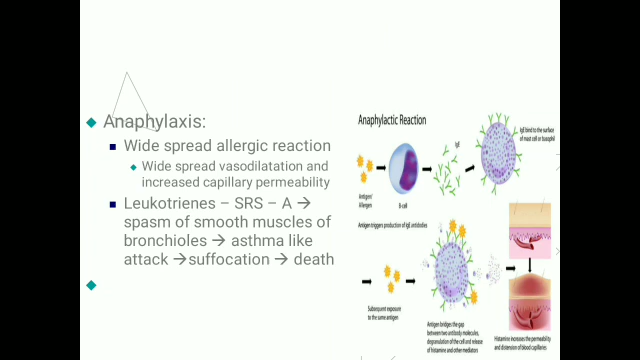 Anaphylaxis:
Wide spread allergic reaction
Wide spread vasodilatation and
increased capillary permeability
Leukotrienes – SRS – A →
spasm of smooth muscles of
bronchioles → asthma like
attack →suffocation → death
Anaphylactic Reaction
IgE bind to the surface
of mast cell or basophil
IgE
Antigen/
Allergen
B-cell
Antigen triggers production of IgE antibodies
Subsequent exposure
to the same antigen
Antigen bridges the gap
between two antibody molecules,
degranulation of the cell and release
of histamine and other mediators
Histamine increases the permeability
and distension of blood capillaries